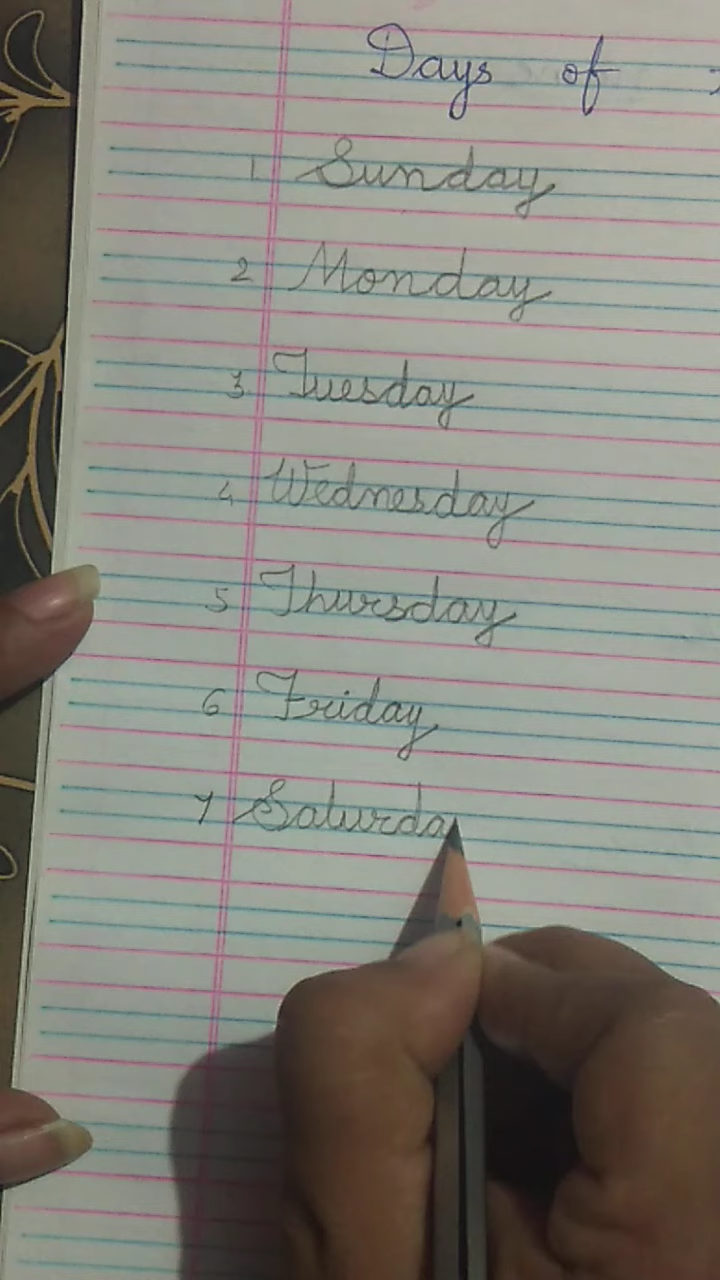 Days of
1 Sunday
2 Monday
3 Tuesday
4 Wednesday
5 Thursday
6 Friday
7 Saturda